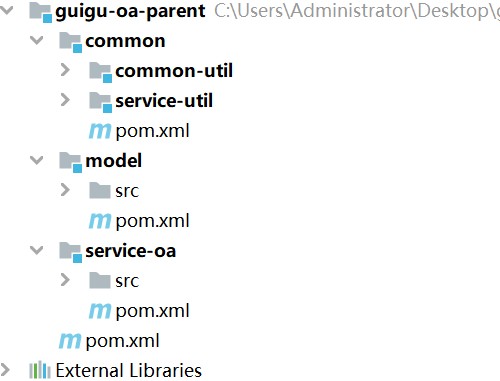 guigu-oa-parent C:\Users\Administrator\Desktop\g
common
common-util
service-util
m pom.xml
model
src
m pom.xml
service-oa
src
m pom.xml
m pom.xml
External Libraries